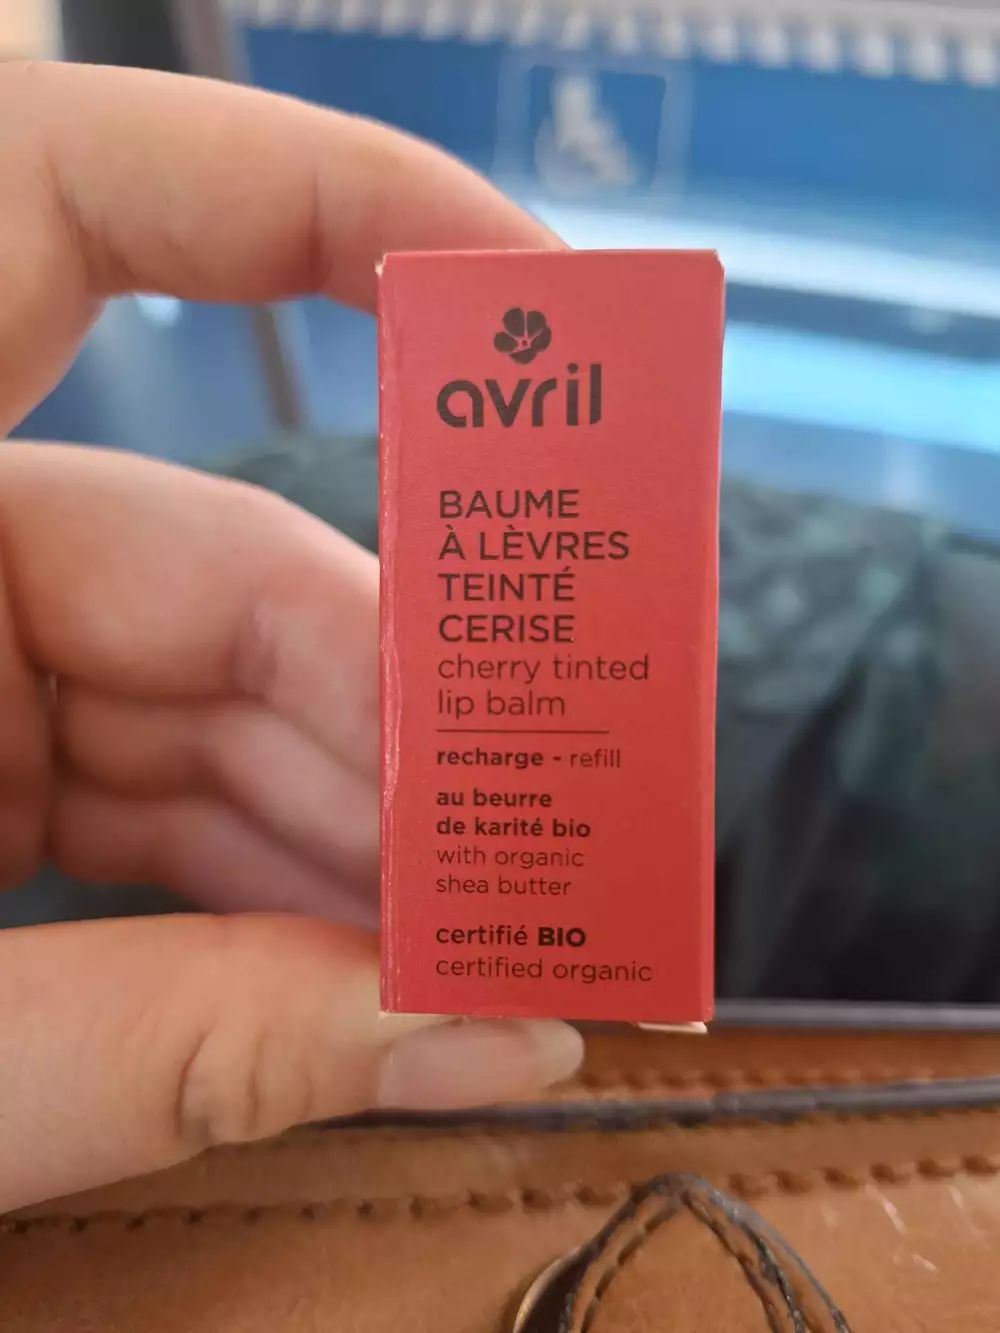 avril
BAUME
À LÈVRES
TEINTÉ
CERISE
cherry tinted
lip balm
recharge - refill
au beurre
de karité bio
with organic
shea butter
certifié BIO
certified organic